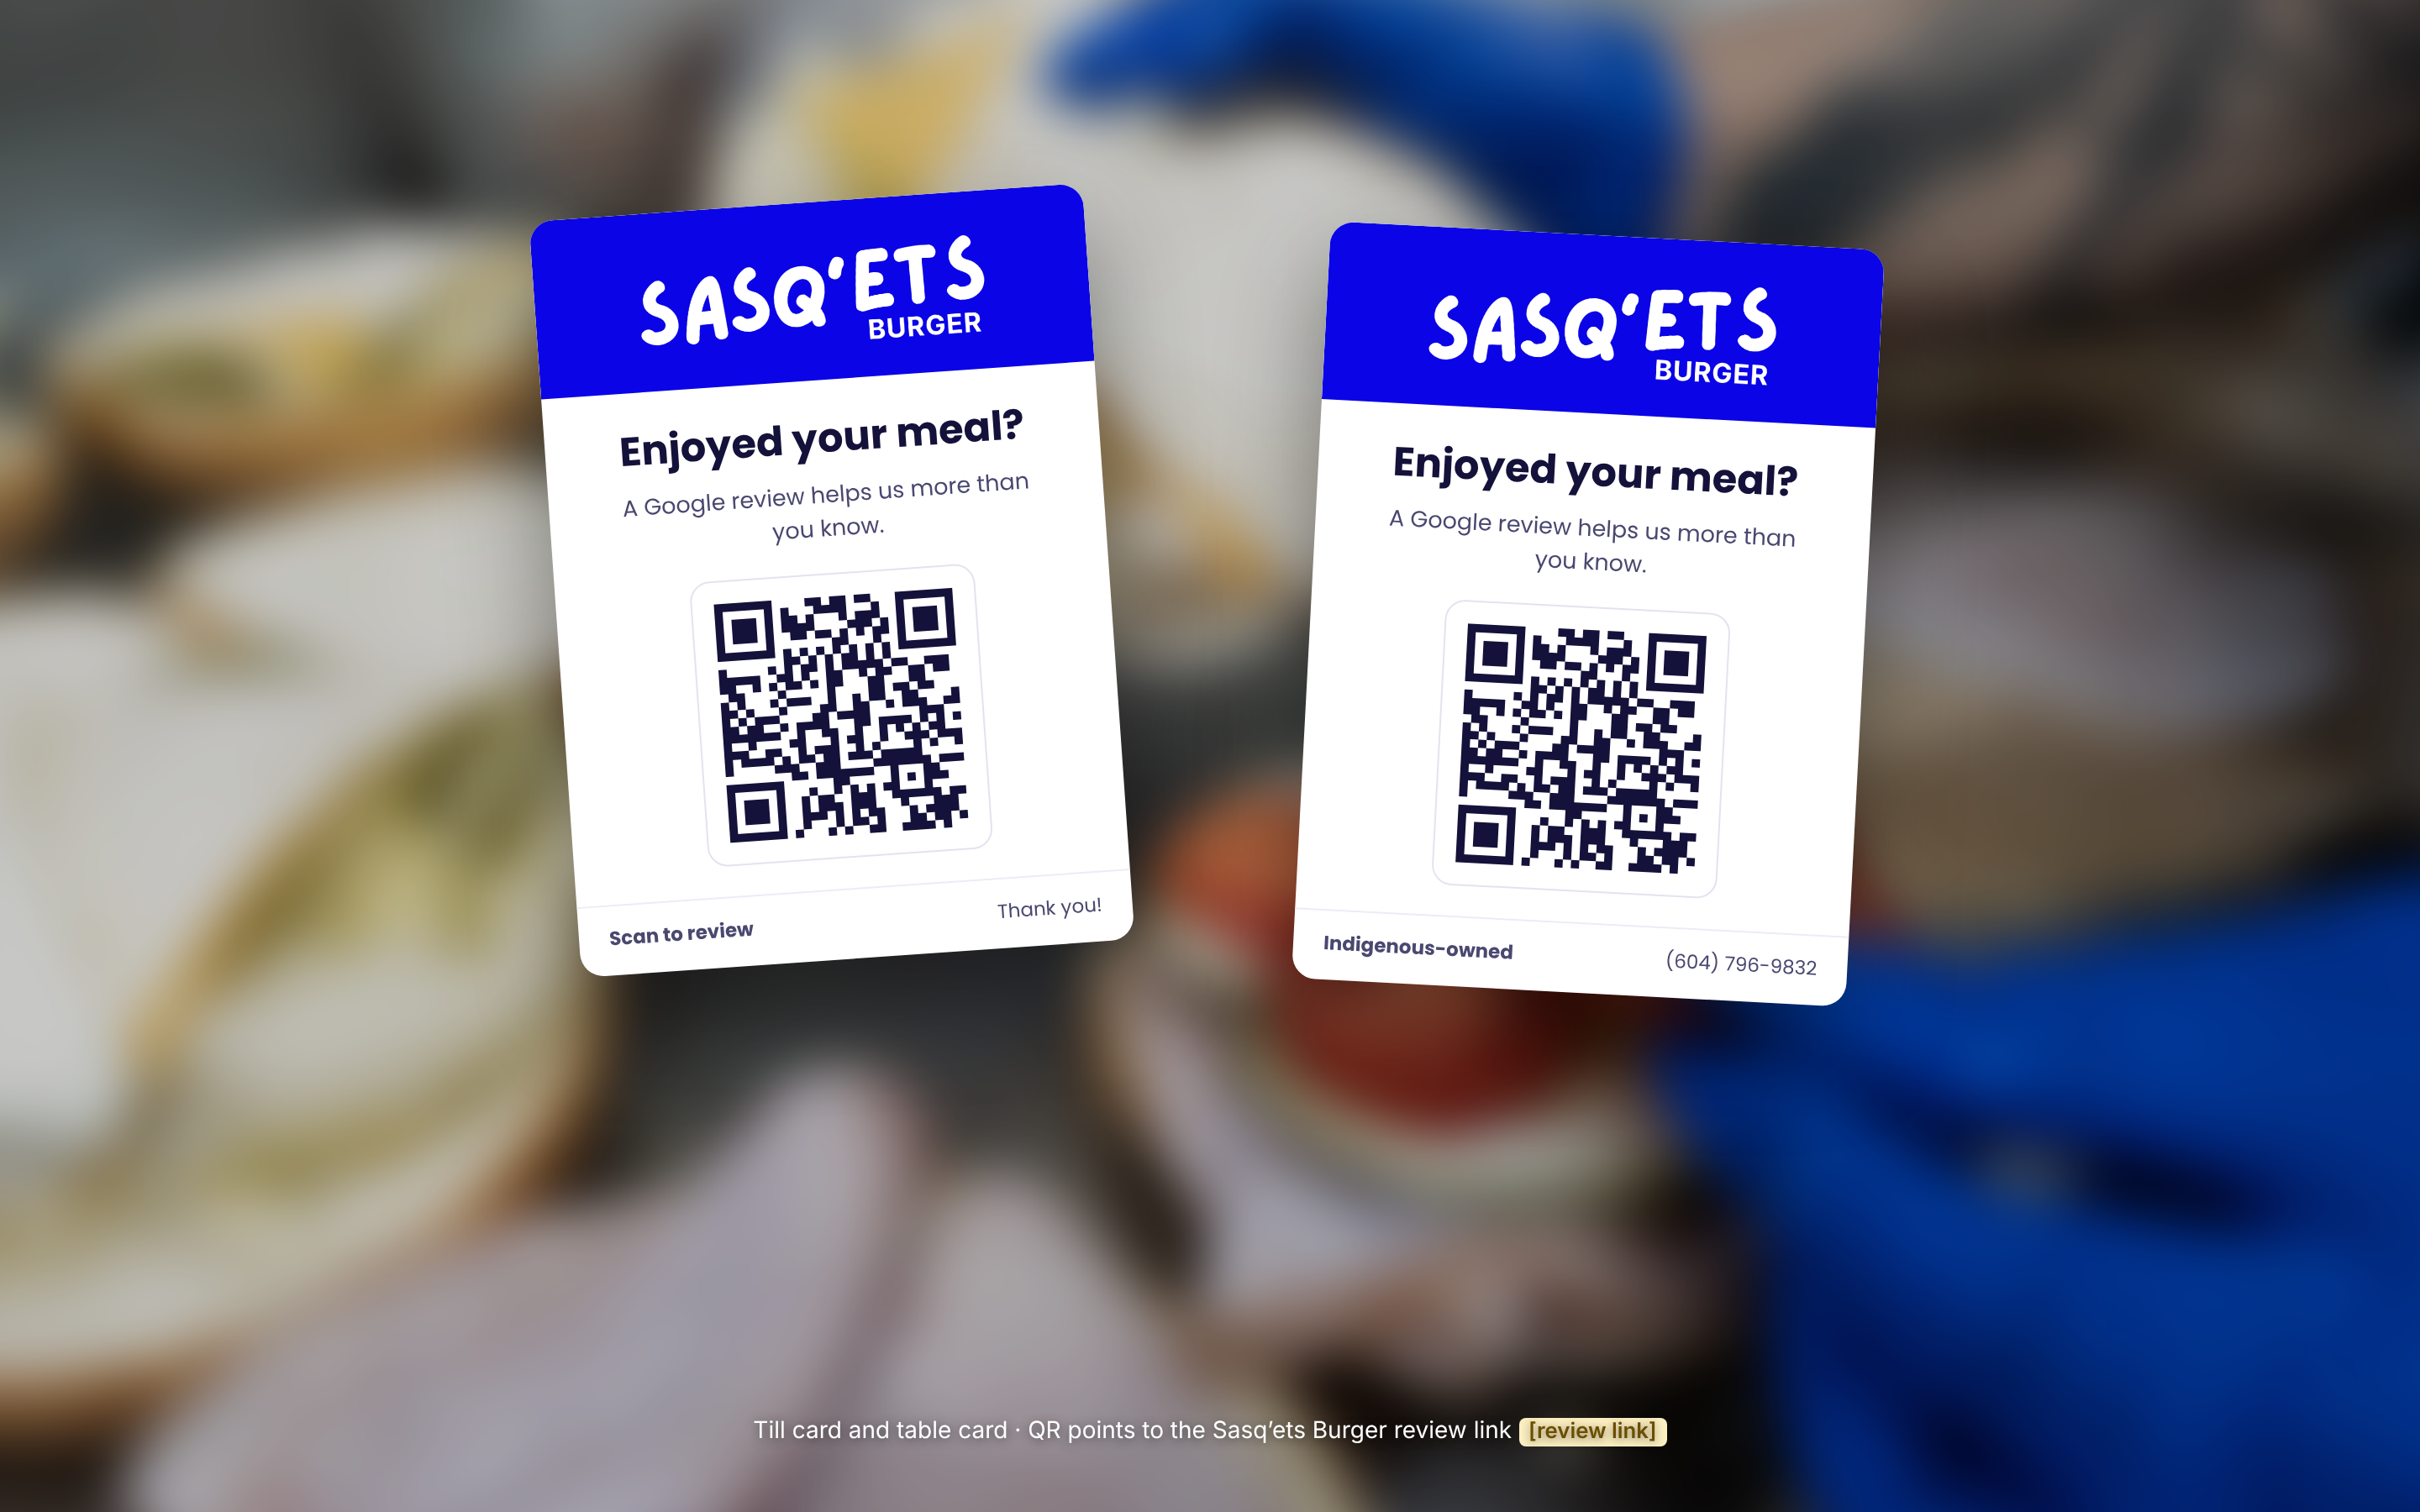 SASQ'ETS
BURGER
Enjoyed your meal?
A Google review helps us more than
you know.
Scan to review
Thank you!
SASQ'ETS
BURGER
Enjoyed your meal?
A Google review helps us more than
you know.
Indigenous-owned
(604) 796-9832
Till card and table card · QR points to the Sasq’ets Burger review link [review link]